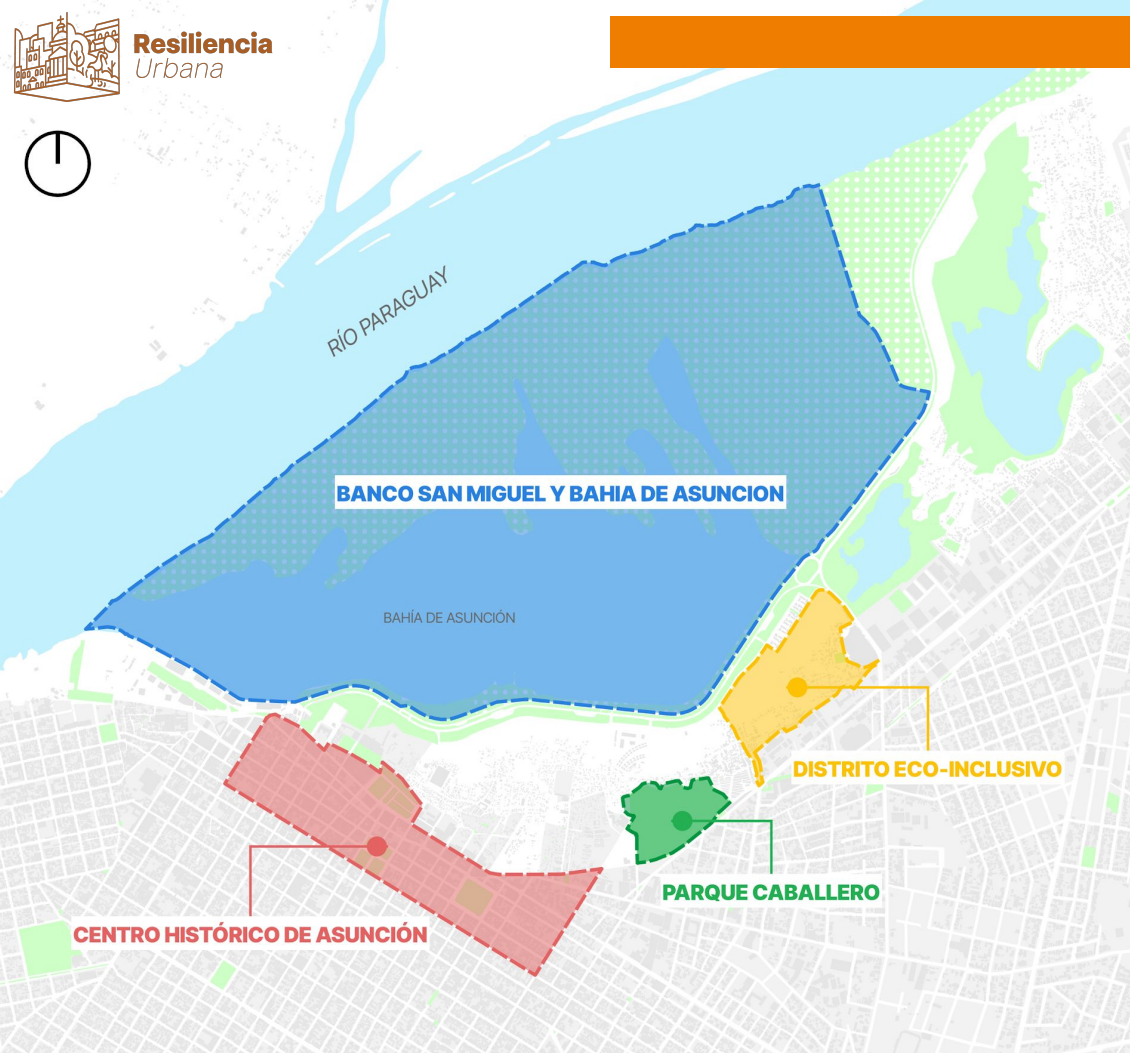 Resiliencia
Urbana
RÍO PARAGUAY
BANCO SAN MIGUEL Y BAHIA DE ASUNCION
BAHÍA DE ASUNCIÓN
DISTRITO ECO-INCLUSIVO
PARQUE CABALLERO
CENTRO HISTÓRICO DE ASUNCIÓN